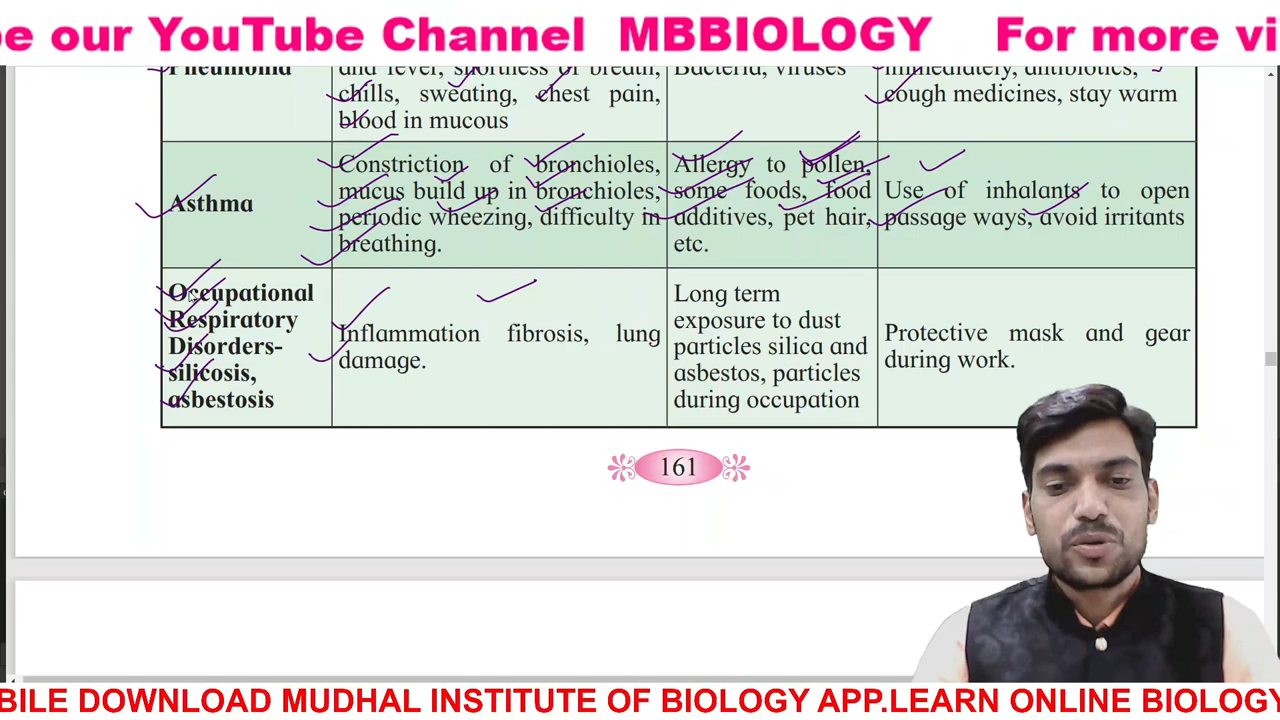 be our YouTube Channel MBBIOLOGY For more vi
Pneumonia
and fever, shortness of breath,
chills, sweating, chest pain,
blood in mucous
Bacteria, viruses
immediately, antibiotics,
cough medicines, stay warm
Asthma
Constriction of bronchioles,
mucus build up in bronchioles,
periodic wheezing, difficulty in
breathing.
Allergy to pollen,
some foods, food
additives, pet hair,
etc.
Use of inhalants to open
passage ways, avoid irritants
Occupational
Respiratory
Disorders-
silicosis,
asbestosis
Inflammation fibrosis, lung
damage.
Long term
exposure to dust
particles silica and
asbestos, particles
during occupation
Protective mask and gear
during work.
161
BILE DOWNLOAD MUDHAL INSTITUTE OF BIOLOGY APP.LEARN ONLINE BIOLOGY